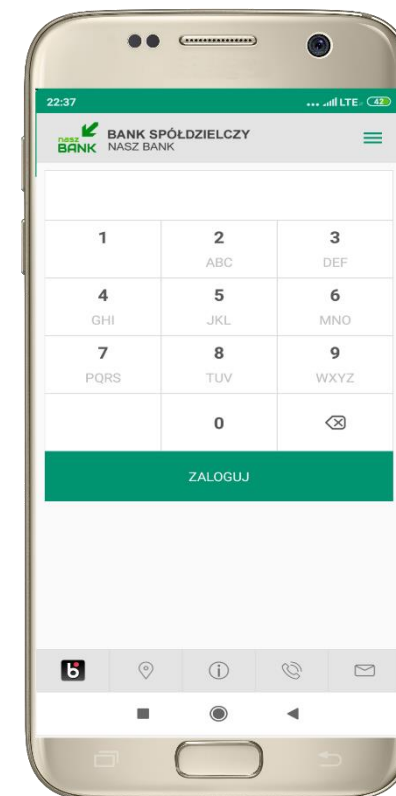 22:37 ... LTE 42
nasz BANK BANK SPÓŁDZIELCZY
NASZ BANK
1 2 3
ABC DEF
4 5 6
GHI JKL MNO
7 8 9
PQRS TUV WXYZ
0
ZALOGUJ
b